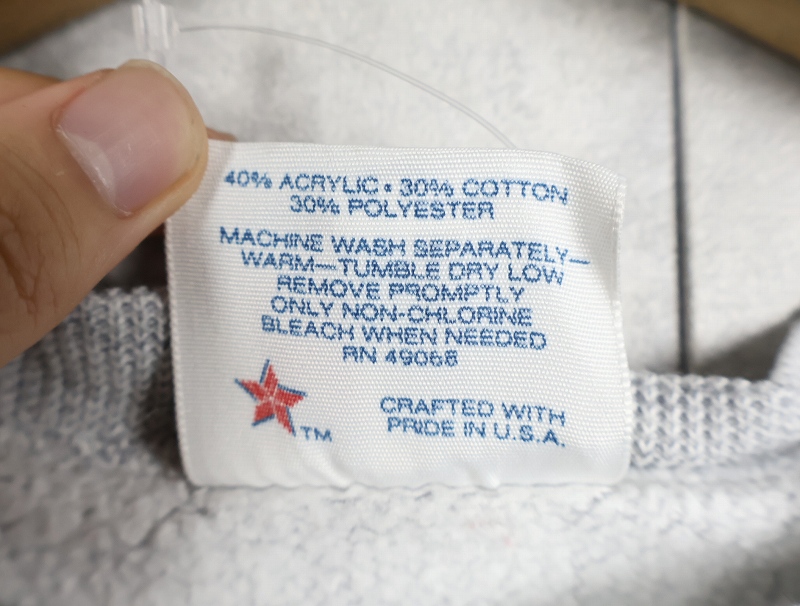 40% ACRYLIC • 30% COTTON
30% POLYESTER
MACHINE WASH SEPARATELY—
WARM—TUMBLE DRY LOW
REMOVE PROMPTLY
ONLY NON-CHLORINE
BLEACH WHEN NEEDED
RN 49068
TM
CRAFTED WITH
PRIDE IN U.S.A.